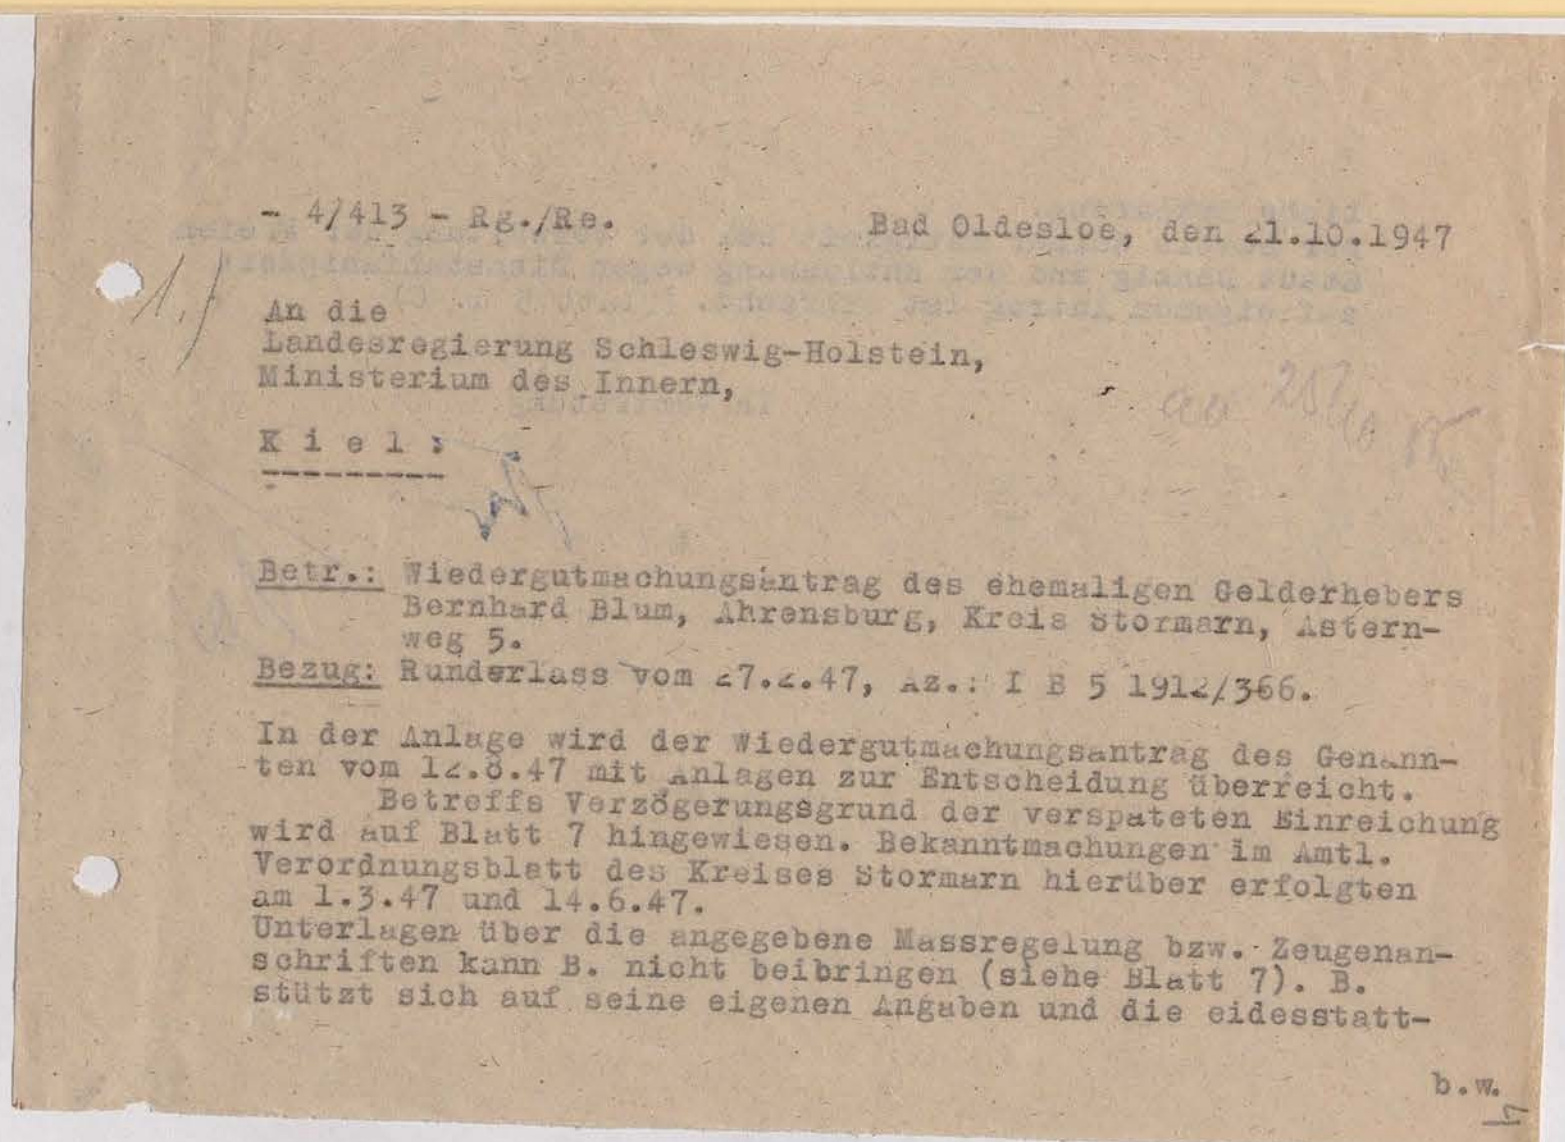 - 4/413 - Rg./Re.
Bad Oldesloe, den 21.10.1947
1.)
An die
Landesregierung Schleswig-Holstein,
Ministerium des Innern,
K i e l :
Betr.: Wiedergutmachungsantrag des ehemaligen Gelderhebers
Bernhard Blum, Ahrensburg, Kreis Stormarn, Astern-
weg 5.
Bezug: Runderlass vom 27.2.47, Az.: I B 5 1912/366.
In der Anlage wird der Wiedergutmachungsantrag des Genann-
ten vom 12.8.47 mit Anlagen zur Entscheidung überreicht.
Betreffs Verzögerungsgrund der verspateten Einreichung
wird auf Blatt 7 hingewiesen. Bekanntmachungen im Amtl.
Verordnungsblatt des Kreises Stormarn hierüber erfolgten
am 1.3.47 und 14.6.47.
Unterlagen über die angegebene Massregelung bzw. Zeugenan-
schriften kann B. nicht beibringen (siehe Blatt 7). B.
stützt sich auf seine eigenen Angaben und die eidesstatt-
b.w.